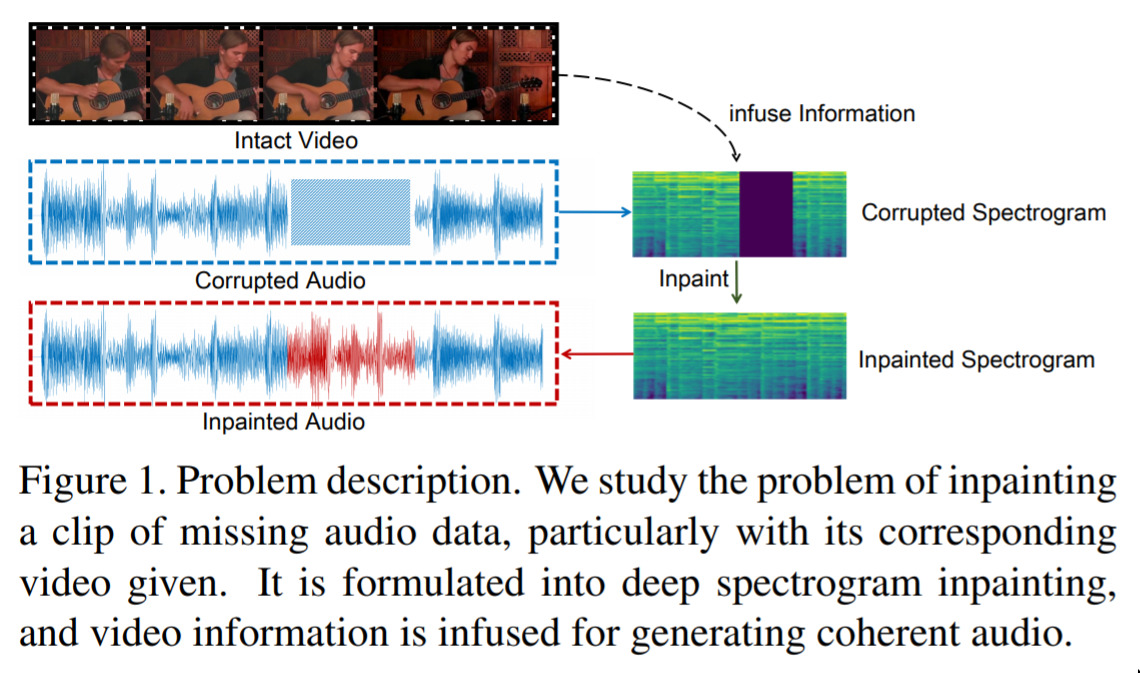 infuse Information
Intact Video
Corrupted Spectrogram
Corrupted Audio
Inpaint
Inpainted Spectrogram
Inpainted Audio
Figure 1. Problem description. We study the problem of inpainting
a clip of missing audio data, particularly with its corresponding
video given. It is formulated into deep spectrogram inpainting,
and video information is infused for generating coherent audio.